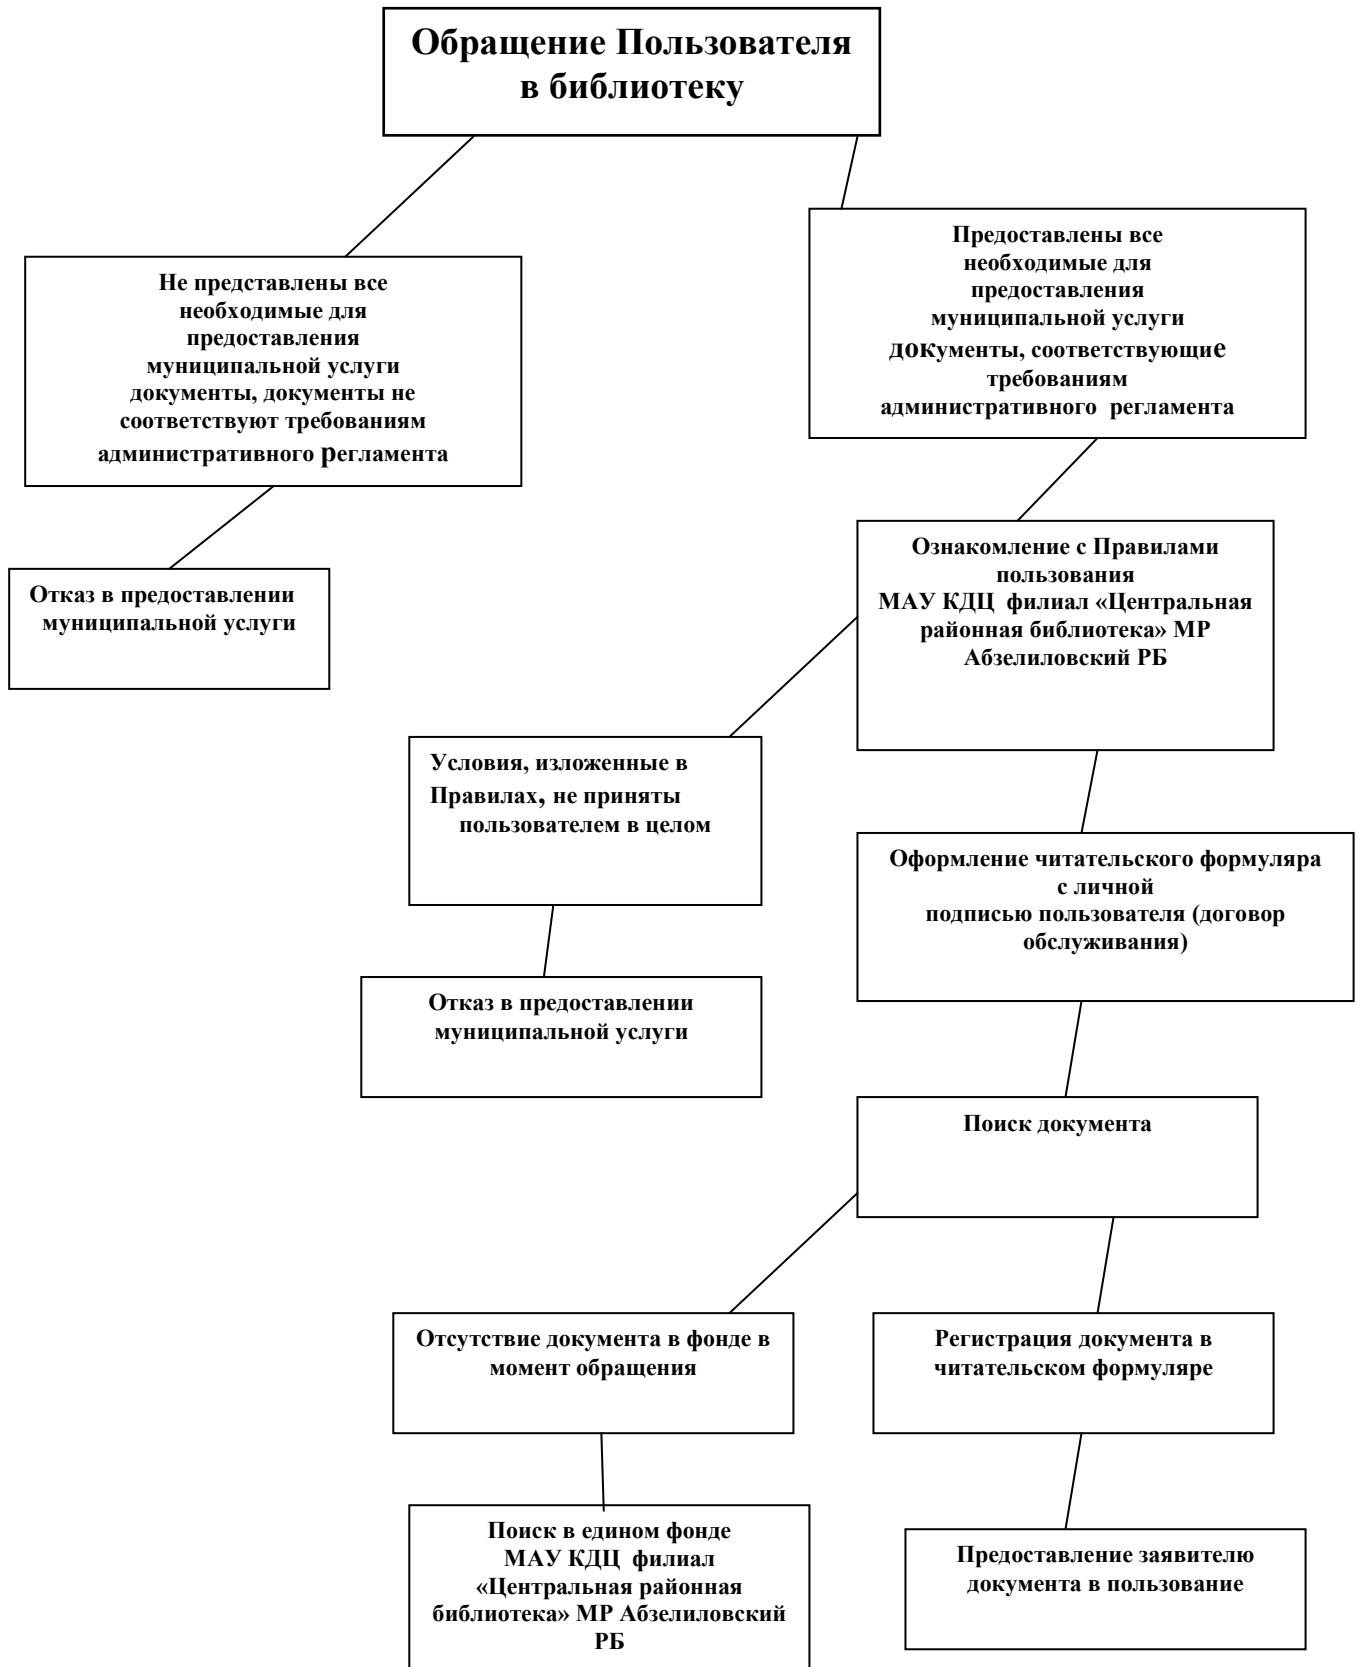 Обращение Пользователя
в библиотеку
Не представлены все
необходимые для
предоставления
муниципальной услуги
документы, документы не
соответствуют требованиям
административного регламента
Предоставлены все
необходимые для
предоставления
муниципальной услуги
документы, соответствующие
требованиям
административного регламента
Отказ в предоставлении
муниципальной услуги
Ознакомление с Правилами
пользования
МАУ КДЦ филиал «Центральная
районная библиотека» МР
Абзелиловский РБ
Условия, изложенные в
Правилах, не приняты
пользователем в целом
Оформление читательского формуляра
с личной
подписью пользователя (договор
обслуживания)
Отказ в предоставлении
муниципальной услуги
Поиск документа
Отсутствие документа в фонде в
момент обращения
Регистрация документа в
читательском формуляре
Поиск в едином фонде
МАУ КДЦ филиал
«Центральная районная
библиотека» МР Абзелиловский
РБ
Предоставление заявителю
документа в пользование